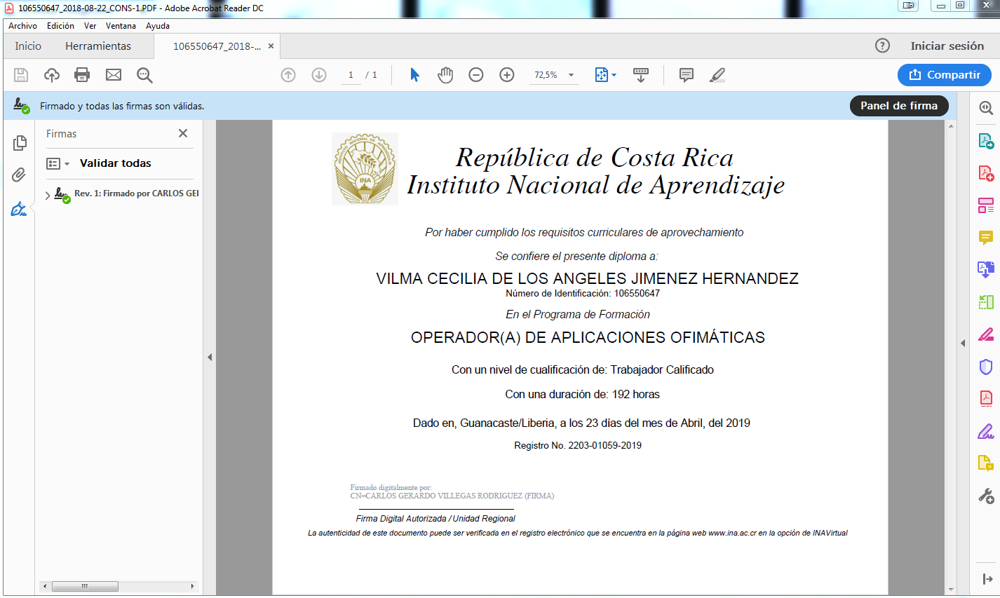 106550647_2018-08-22_CONS-1.PDF - Adobe Acrobat Reader DC
Archivo Edición Ver Ventana Ayuda
Inicio Herramientas 106550647_2018-... Iniciar sesión
1 / 1 72,5% Compartir
Firmado y todas las firmas son válidas. Panel de firma
Firmas
Validar todas
Rev. 1: Firmado por CARLOS GEI
INSTITUTO NACIONAL DE APRENDIZAJE
INA
República de Costa Rica
Instituto Nacional de Aprendizaje
Por haber cumplido los requisitos curriculares de aprovechamiento
Se confiere el presente diploma a:
VILMA CECILIA DE LOS ANGELES JIMENEZ HERNANDEZ
Número de Identificación: 106550647
En el Programa de Formación
OPERADOR(A) DE APLICACIONES OFIMÁTICAS
Con un nivel de cualificación de: Trabajador Calificado
Con una duración de: 192 horas
Dado en, Guanacaste/Liberia, a los 23 días del mes de Abril, del 2019
Registro No. 2203-01059-2019
Firmado digitalmente por:
CN=CARLOS GERARDO VILLEGAS RODRIGUEZ (FIRMA)
Firma Digital Autorizada / Unidad Regional
La autenticidad de este documento puede ser verificada en el registro electrónico que se encuentra en la página web www.ina.ac.cr en la opción de INAVirtual